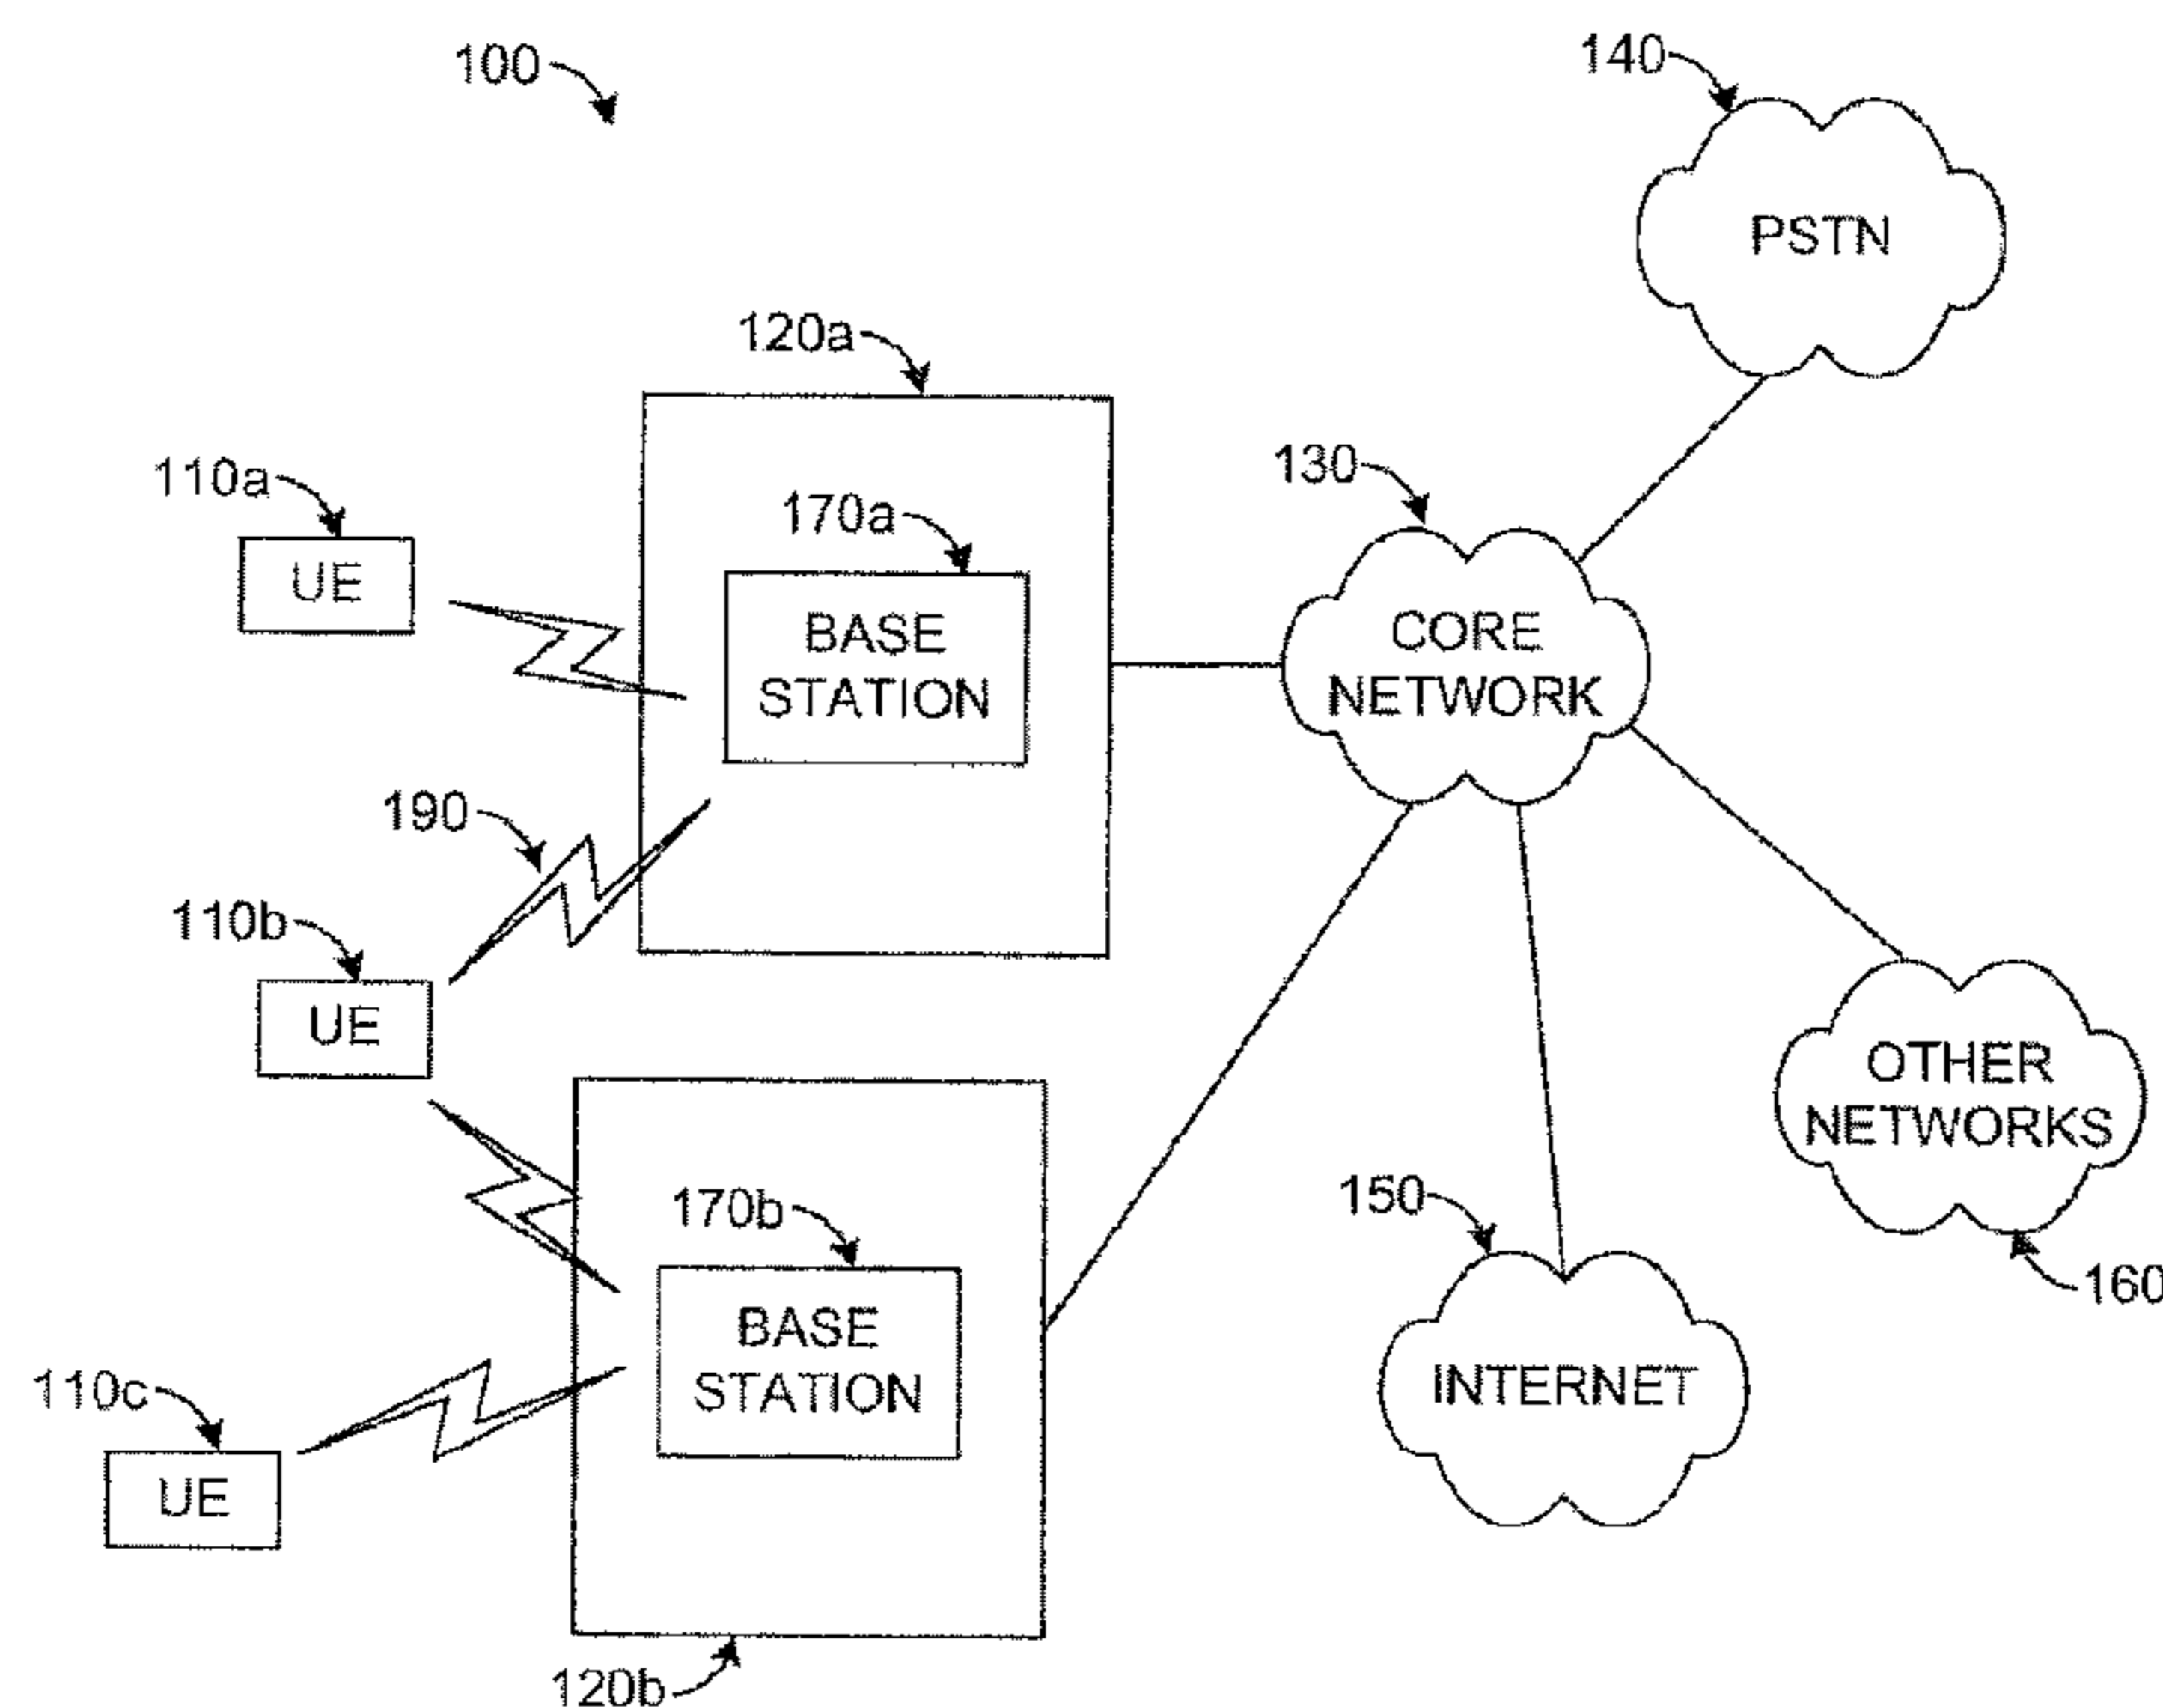 100
140
PSTN
120a
130
110a
170a
UE
BASE
STATION
CORE
NETWORK
190
110b
UE
OTHER
NETWORKS
170b
150
160
BASE
STATION
INTERNET
110c
UE
120b